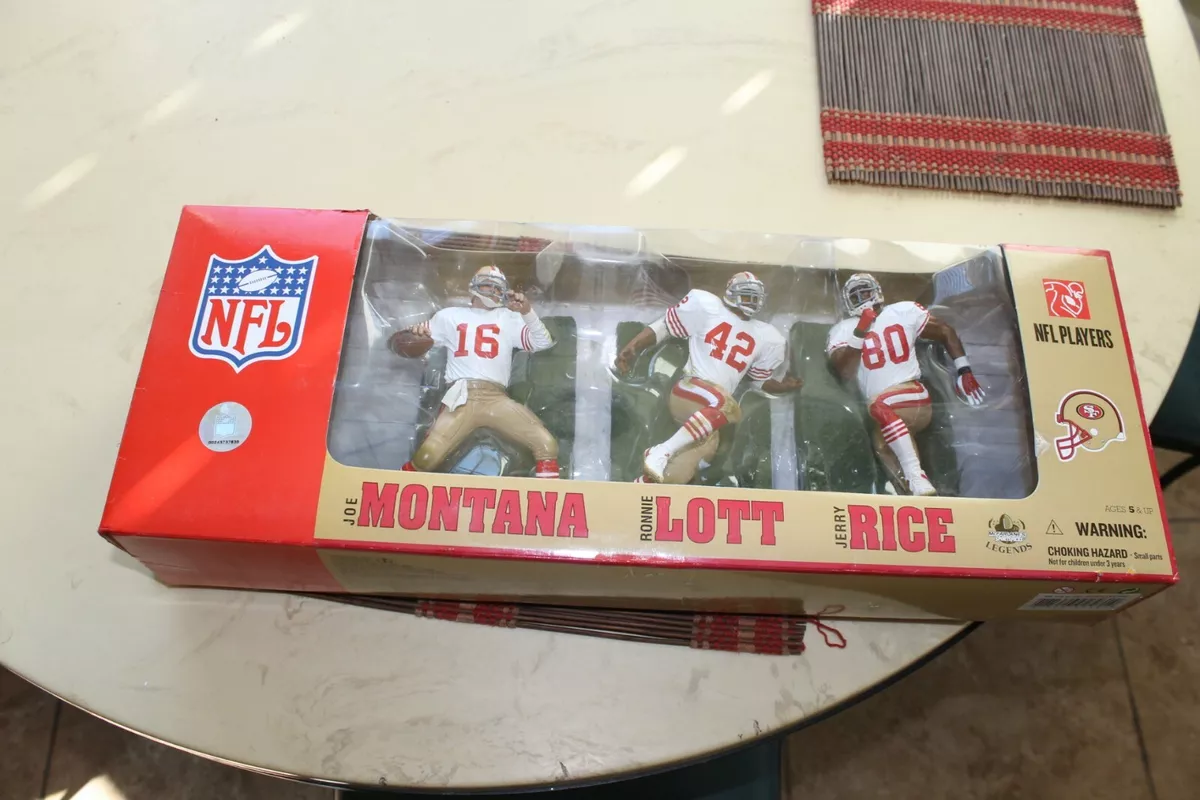 NFL
16
42
80
NFL PLAYERS
SF
JOE MONTANA
RONNIE LOTT
JERRY RICE
LEGENDS
AGES 5 & UP
WARNING:
CHOKING HAZARD - Small parts
Not for children under 3 years